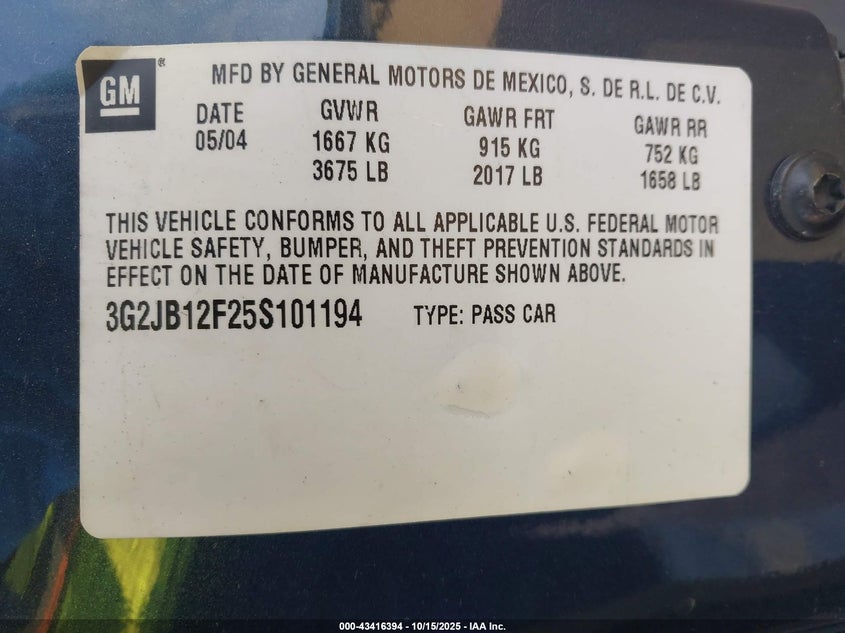 GM®
MFD BY GENERAL MOTORS DE MEXICO, S. DE R.L. DE C.V.
DATE GVWR GAWR FRT GAWR RR
05/04 1667 KG 915 KG 752 KG
3675 LB 2017 LB 1658 LB
THIS VEHICLE CONFORMS TO ALL APPLICABLE U.S. FEDERAL MOTOR
VEHICLE SAFETY, BUMPER, AND THEFT PREVENTION STANDARDS IN
EFFECT ON THE DATE OF MANUFACTURE SHOWN ABOVE.
3G2JB12F25S101194 TYPE: PASS CAR
000-43416394 - 10/15/2025 - IAA Inc.